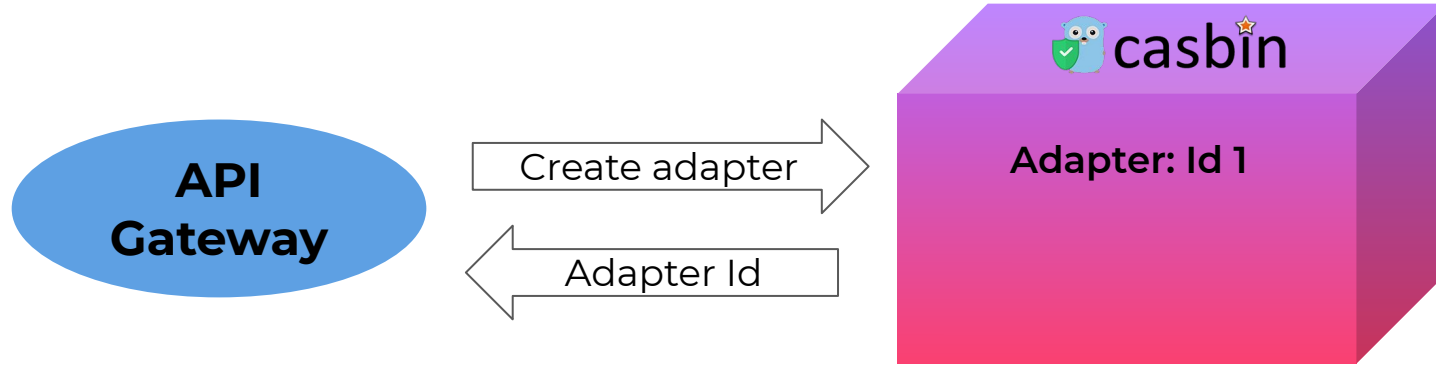 casbin
API
Gateway
Create adapter
Adapter: Id 1
Adapter Id